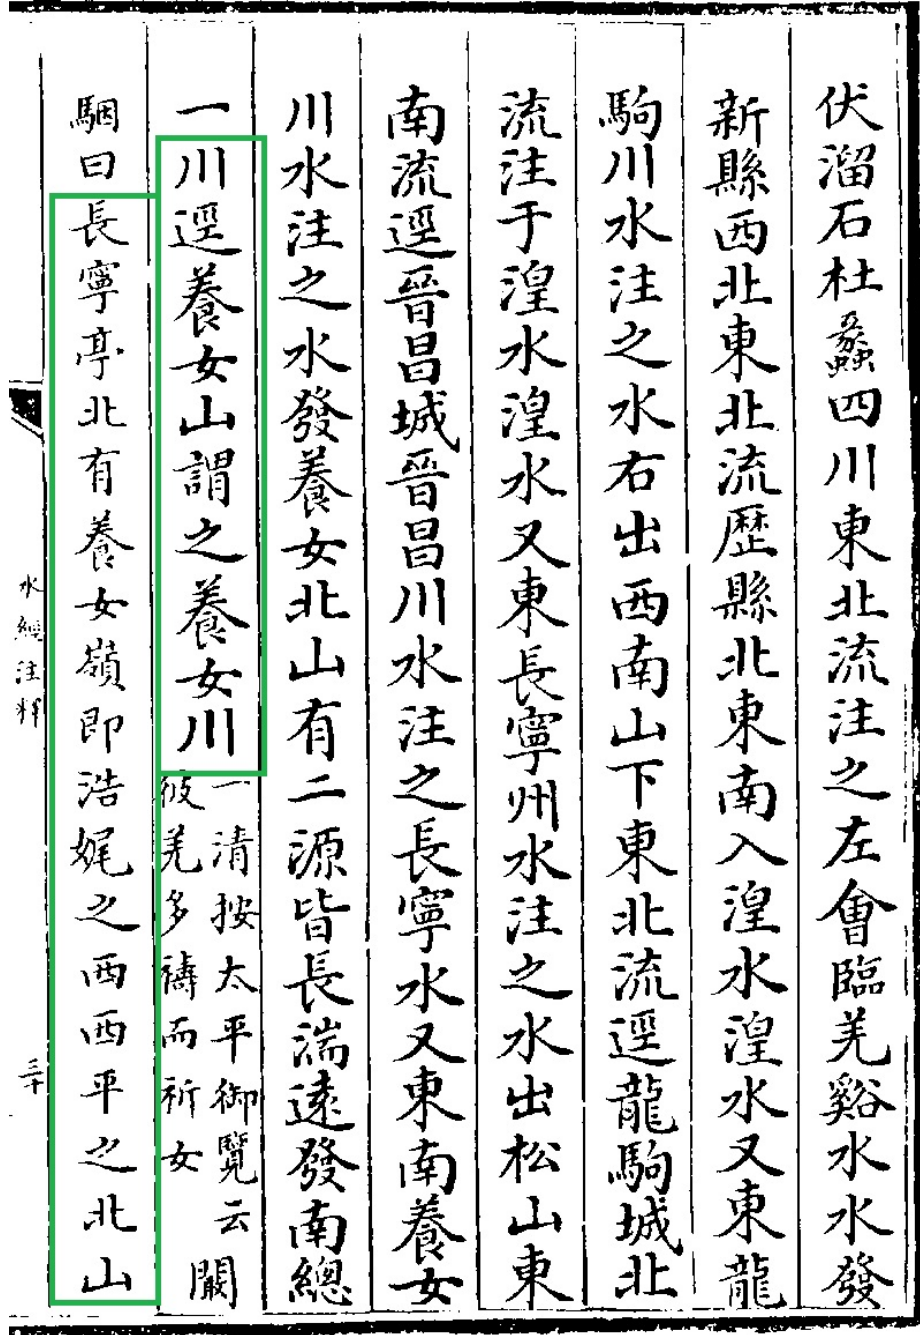 伏溜石杜蠡四川東北流注之左會臨羌谿水水發
新縣西北東北流歷縣北東南入湟水湟水又東龍
駒川水注之水右出西南山下東北流逕龍駒城北
流注于湟水湟水又東長寧州水注之水出松山東
南流逕晉昌城晉昌川水注之長寧水又東南養女
川水注之水發養女北山有二源皆長湍遠發南總
一川逕養女山謂之養女川
一清按太平御覽云
彼羌多禱而祈女
闞
駰曰長寧亭北有養女嶺即浩娓之西西平之北山
水經注釋
三十